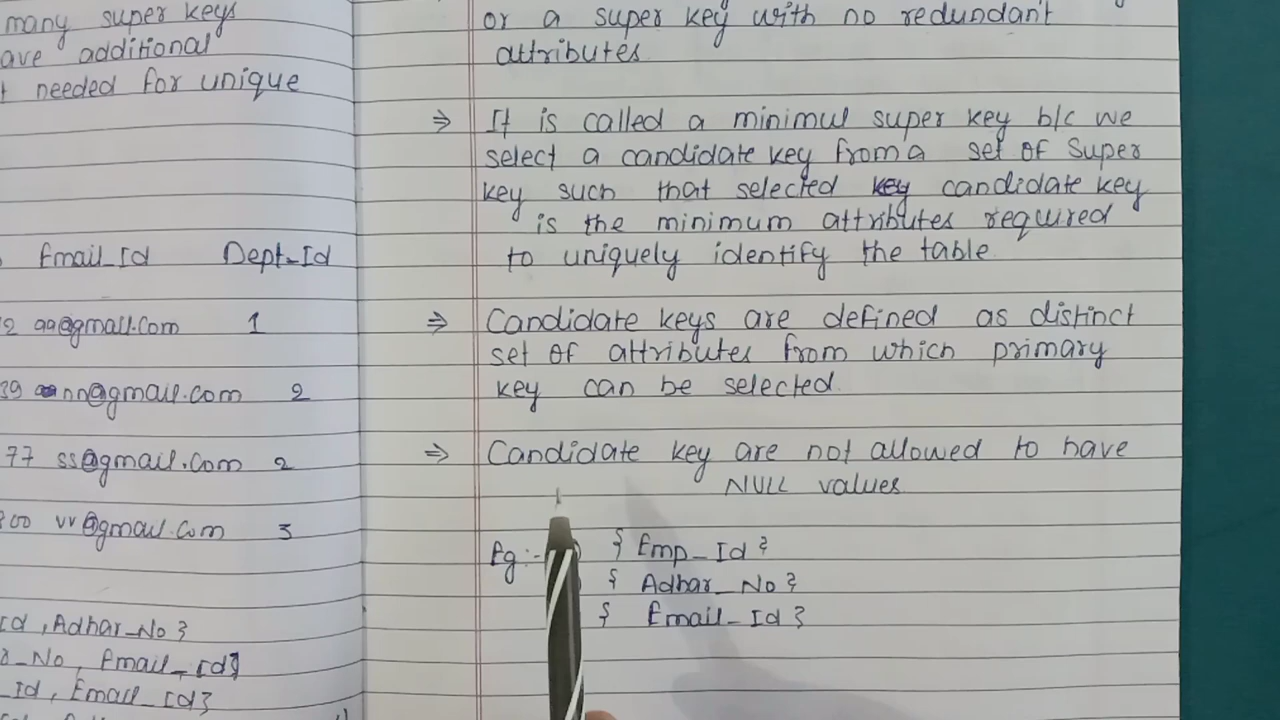 many super keys
ave additional
needed for unique
Email_Id Dept_Id
2 aa@gmail.com 1
39 nn@gmail.com 2
77 ss@gmail.com 2
00 vv@gmail.com 3
Id, Adhar_No}
_No, Email_Id}
_Id, Email_Id}
or a super key with no redundant
attributes.
⇒ It is called a minimul super key b/c we
select a candidate key from a set of Super
key such that selected key candidate key
is the minimum attributes required
to uniquely identify the table.
⇒ Candidate keys are defined as distinct
set of attributes from which primary
key can be selected.
⇒ Candidate key are not allowed to have
NULL values
Eg:- { Emp_Id }
{ Adhar_No }
{ Email_Id }